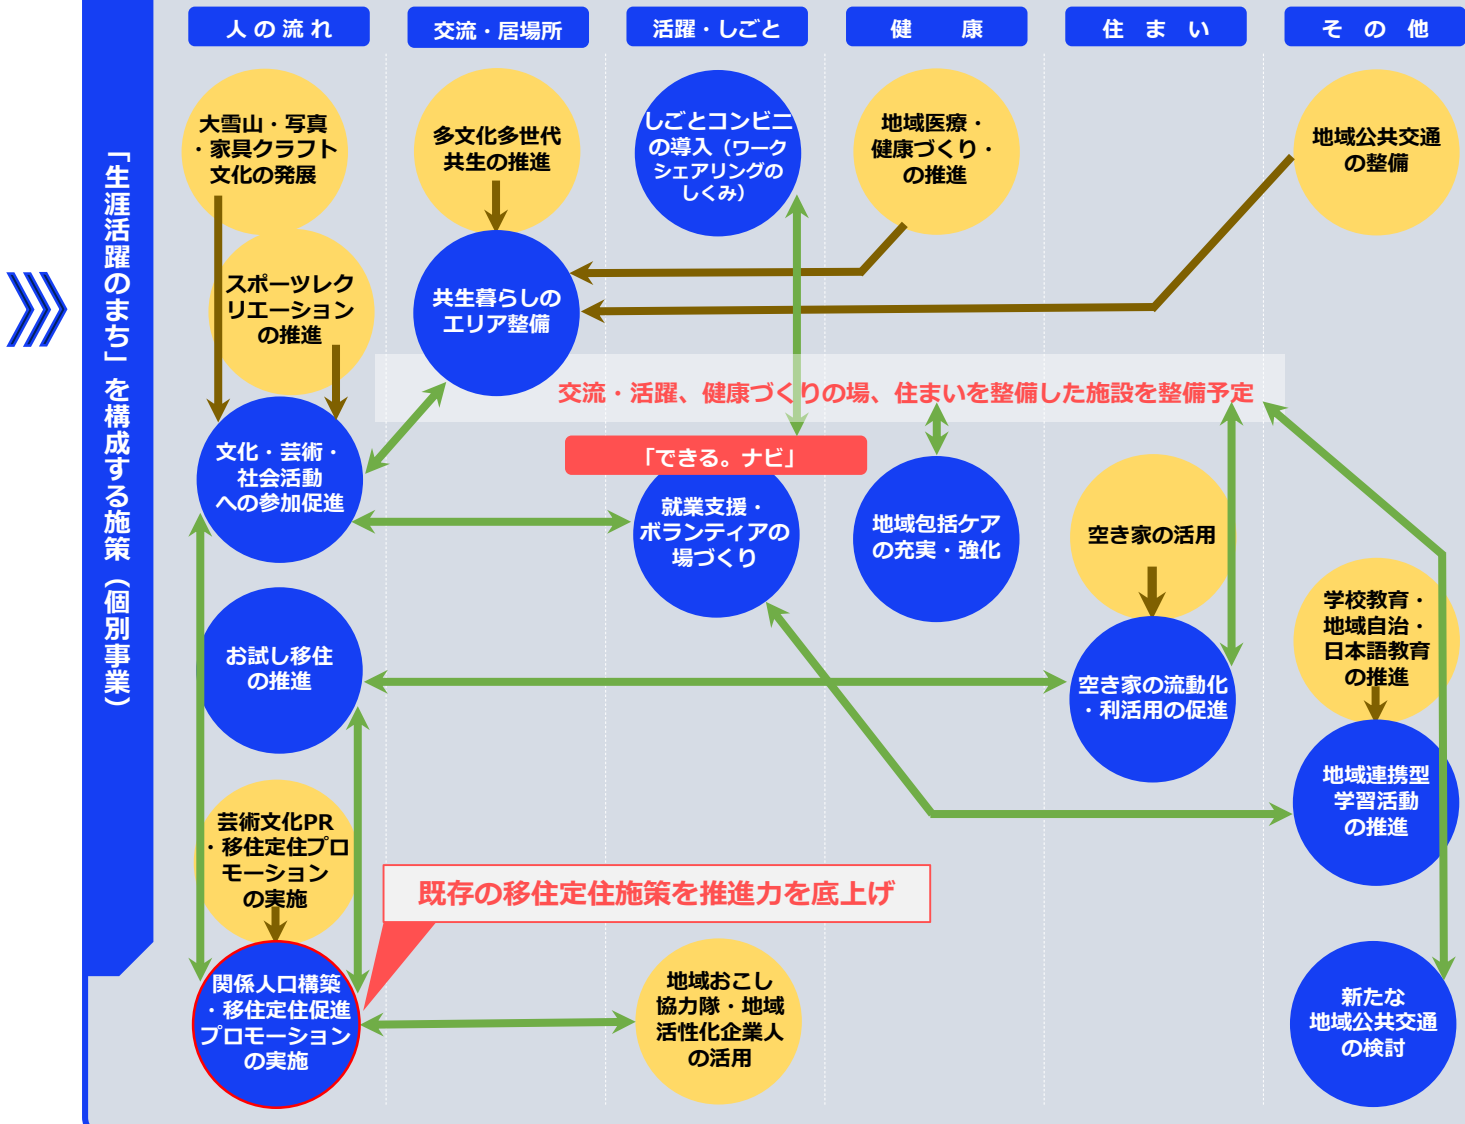 「生涯活躍のまち」を構成する施策（個別事業）
人の流れ
交流・居場所
活躍・しごと
健　康
住まい
その他
大雪山・写真
・家具クラフト
文化の発展
スポーツレク
リエーション
の推進
文化・芸術・
社会活動
への参加促進
お試し移住
の推進
芸術文化PR
・移住定住プロ
モーション
の実施
関係人口構築
・移住定住促進
プロモーション
の実施
多文化多世代
共生の推進
共生暮らしの
エリア整備
交流・活躍、健康づくりの場、住まいを整備した施設を整備予定
既存の移住定住施策を推進力を底上げ
しごとコンビニ
の導入（ワーク
シェアリングの
しくみ）
「できる。ナビ」
就業支援・
ボランティアの
場づくり
地域おこし
協力隊・地域
活性化企業人
の活用
地域医療・
健康づくり・
の推進
地域包括ケア
の充実・強化
空き家の活用
空き家の流動化
・利活用の促進
地域公共交通
の整備
学校教育・
地域自治・
日本語教育
の推進
地域連携型
学習活動
の推進
新たな
地域公共交通
の検討